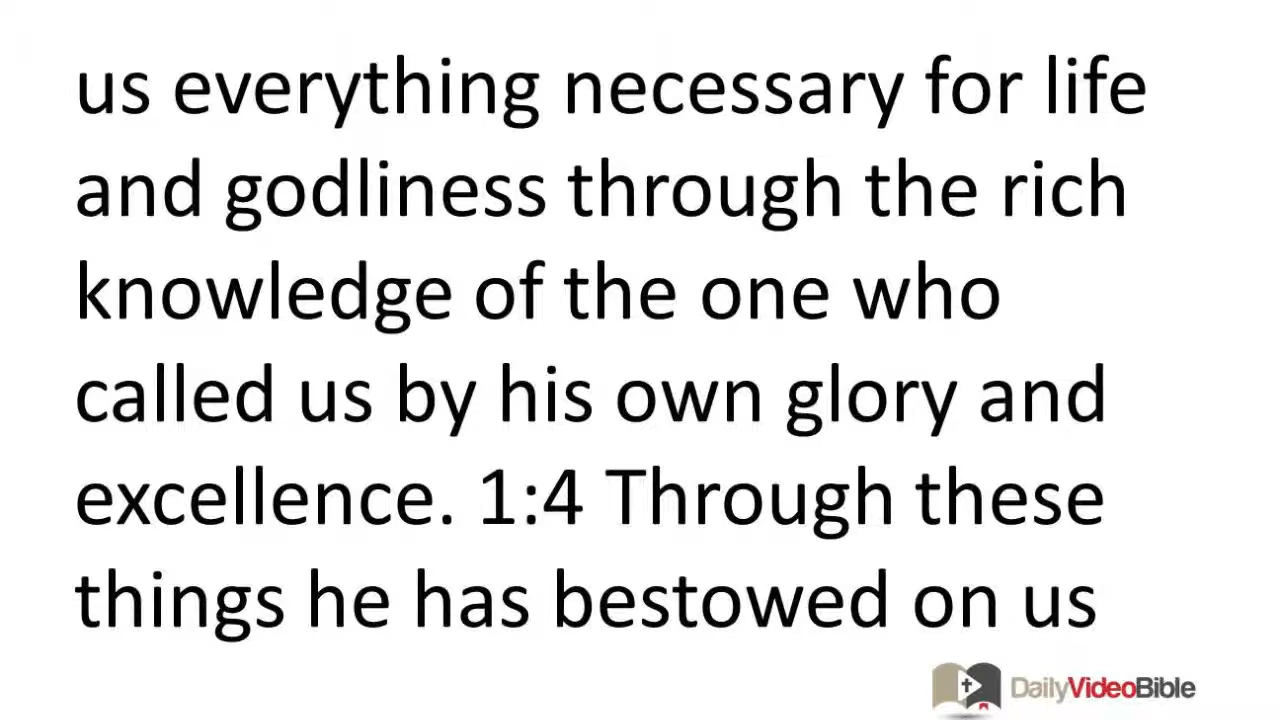 us everything necessary for life
and godliness through the rich
knowledge of the one who
called us by his own glory and
excellence. 1:4 Through these
things he has bestowed on us
DailyVideoBible